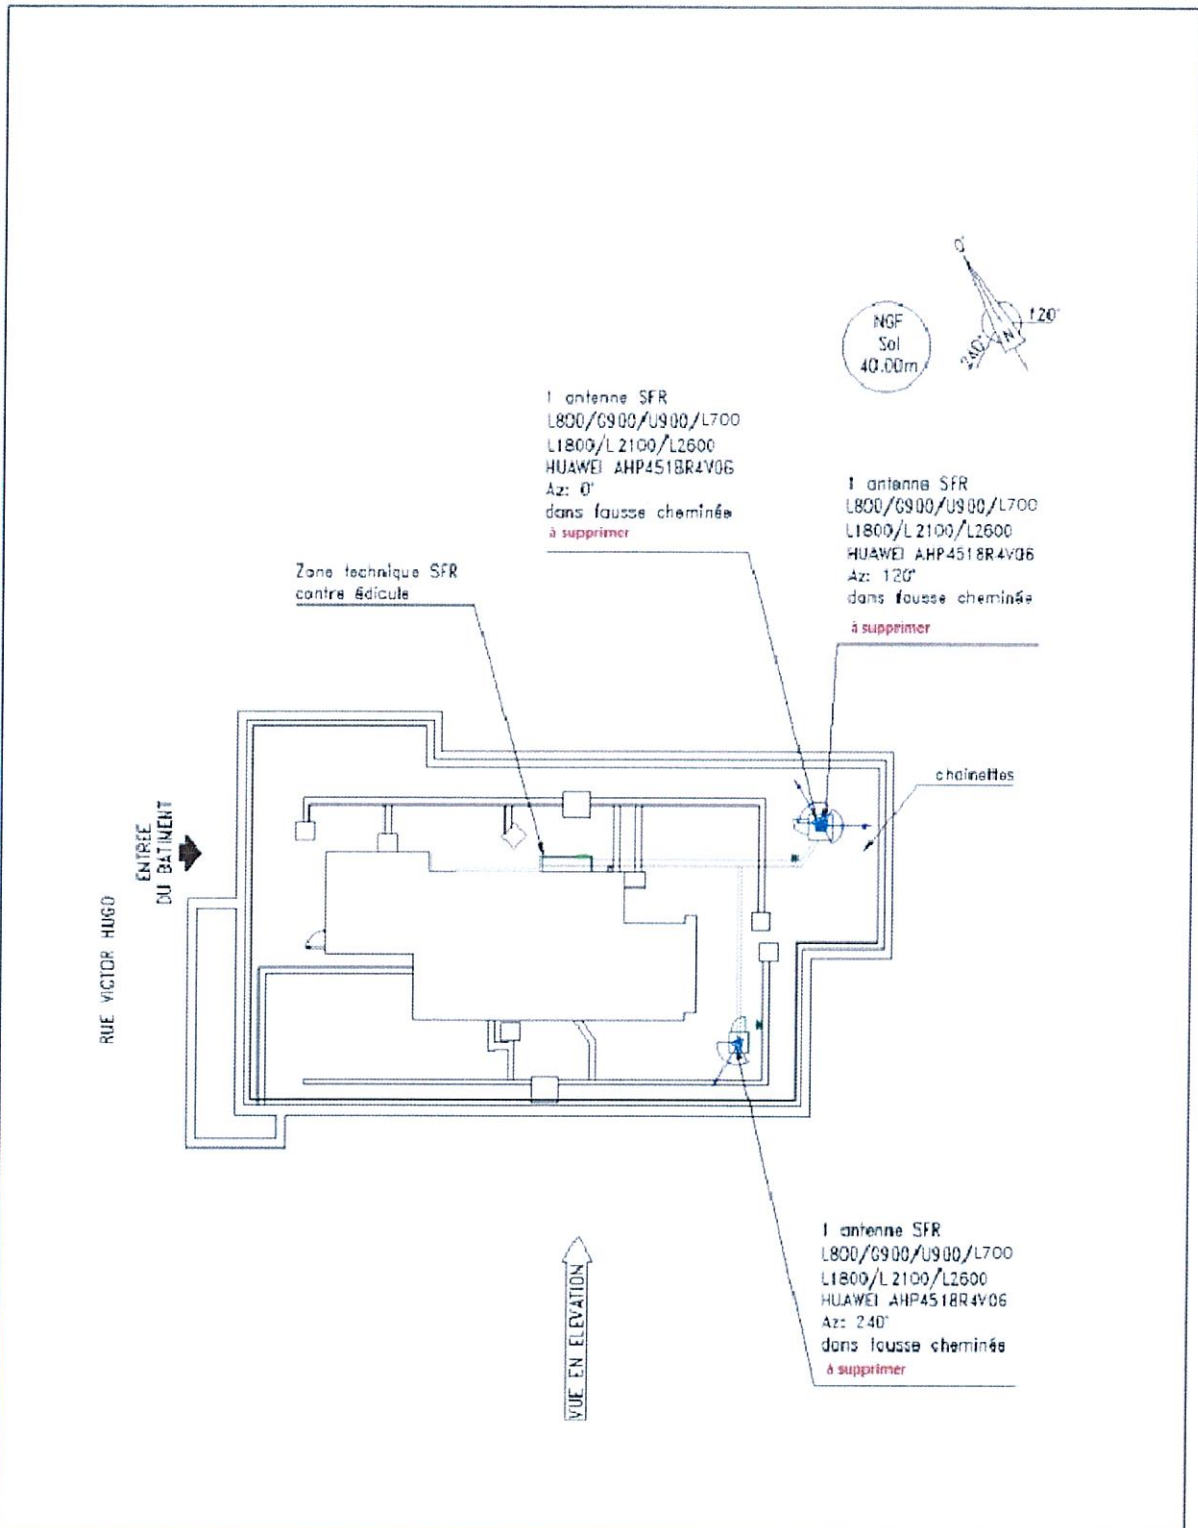 0°
120°
240°
N
NGF
Sol
40.00m
1 antenne SFR
L800/G900/U900/L700
L1800/L2100/L2600
HUAWEI AHP4518R4V06
Az: 0°
dans fausse cheminée
à supprimer
1 antenne SFR
L800/G900/U900/L700
L1800/L2100/L2600
HUAWEI AHP4518R4V06
Az: 120°
dans fausse cheminée
à supprimer
Zone technique SFR
contre édicule
chainettes
ENTREE
DU BATIMENT
RUE VICTOR HUGO
1 antenne SFR
L800/G900/U900/L700
L1800/L2100/L2600
HUAWEI AHP4518R4V06
Az: 240°
dans fausse cheminée
à supprimer
VUE EN ELEVATION